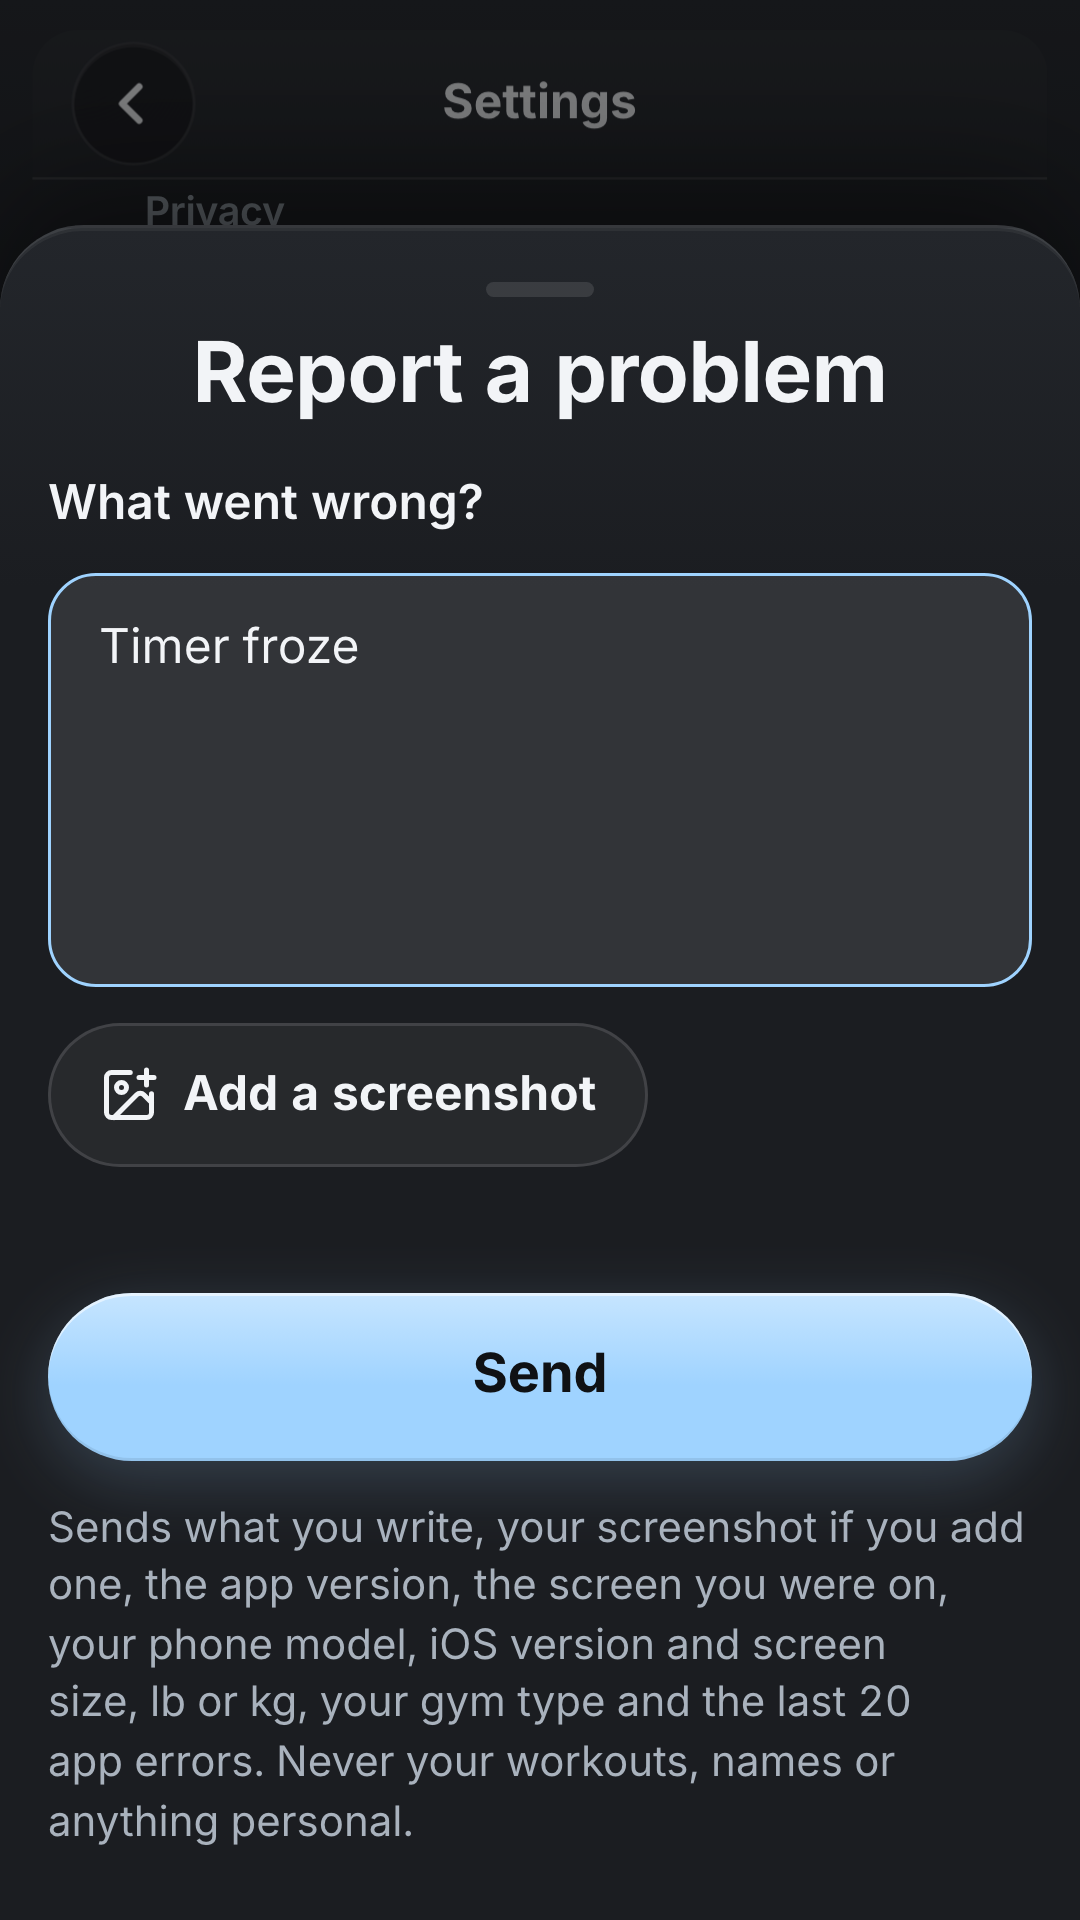 Settings
Privacy
Report a problem
What went wrong?
Timer froze
Add a screenshot
Send
Sends what you write, your screenshot if you add
one, the app version, the screen you were on,
your phone model, iOS version and screen
size, lb or kg, your gym type and the last 20
app errors. Never your workouts, names or
anything personal.